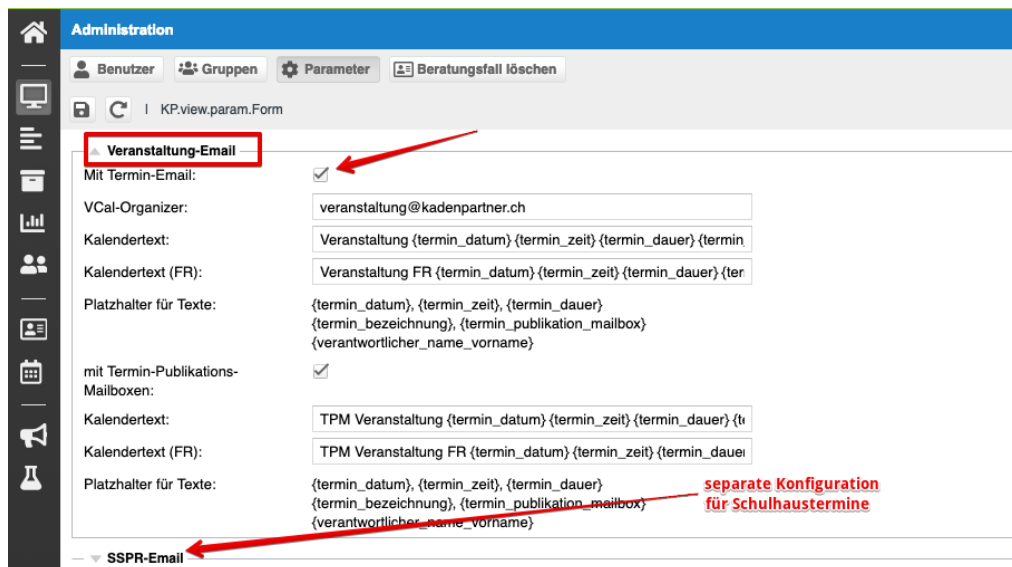 Administration
Benutzer Gruppen Parameter Beratungsfall löschen
KP.view.param.Form
Veranstaltung-Email
Mit Termin-Email:
VCal-Organizer: veranstaltung@kadenpartner.ch
Kalendertext: Veranstaltung {termin_datum} {termin_zeit} {termin_dauer} {termin_
Kalendertext (FR): Veranstaltung FR {termin_datum} {termin_zeit} {termin_dauer} {ter
Platzhalter für Texte: {termin_datum}, {termin_zeit}, {termin_dauer}
{termin_bezeichnung}, {termin_publikation_mailbox}
{verantwortlicher_name_vorname}
mit Termin-Publikations-
Mailboxen:
Kalendertext: TPM Veranstaltung {termin_datum} {termin_zeit} {termin_dauer} {te
Kalendertext (FR): TPM Veranstaltung FR {termin_datum} {termin_zeit} {termin_dauer
Platzhalter für Texte: {termin_datum}, {termin_zeit}, {termin_dauer}
{termin_bezeichnung}, {termin_publikation_mailbox}
{verantwortlicher_name_vorname}
separate Konfiguration
für Schulhaustermine
SSPR-Email